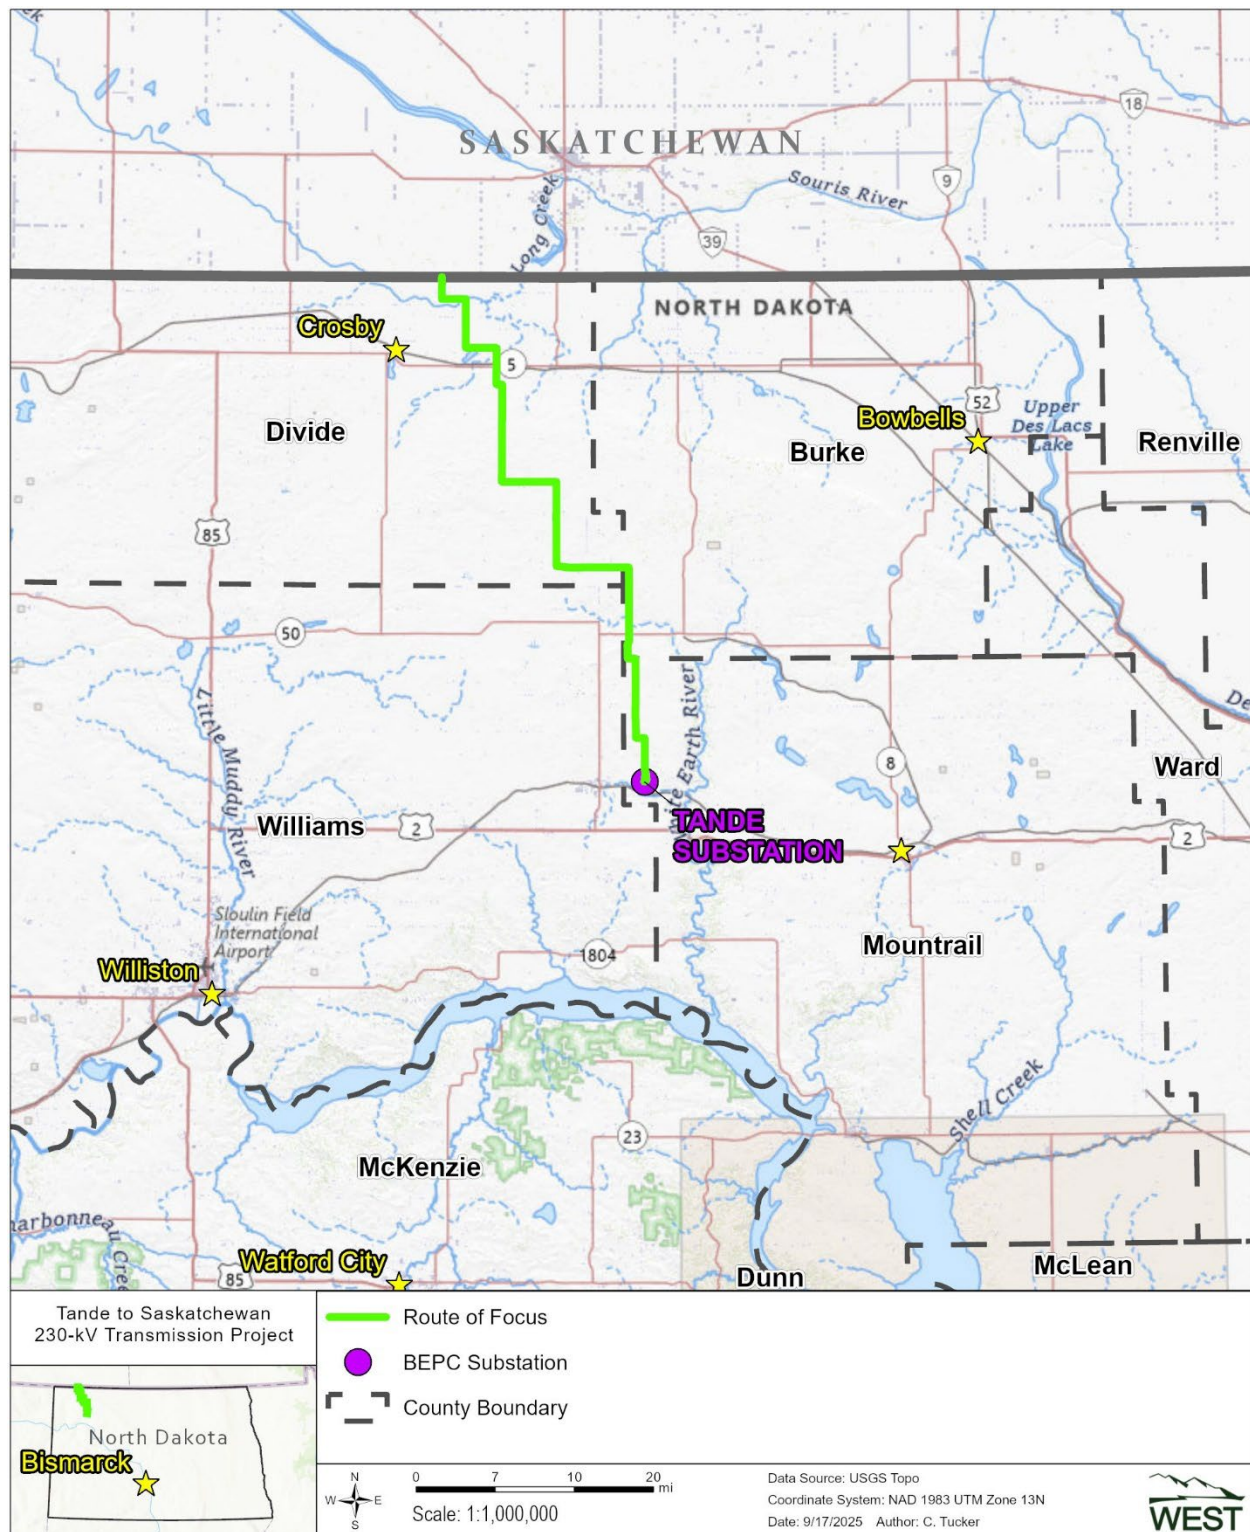 18
SASKATCHEWAN
Long Creek
Souris River
9
39
NORTH DAKOTA
Crosby
5
52
Upper
Des Lacs
Lake
Bowbells
Divide
Burke
Renville
85
50
Zittle Muddy River
Earth River
8
Ward
TANDE
SUBSTATION
Williams
2
2
Sloulin Field
International
Airport
1804
Mountrail
Williston
Shell Creek
23
McKenzie
arbonneau Cree
Watford City
85
Dunn
McLean
Tande to Saskatchewan
230-kV Transmission Project
North Dakota
Bismarck
Route of Focus
BEPC Substation
County Boundary
N
W E
S
0 7 10 20
mi
Scale: 1:1,000,000
Data Source: USGS Topo
Coordinate System: NAD 1983 UTM Zone 13N
Date: 9/17/2025 Author: C. Tucker
WEST